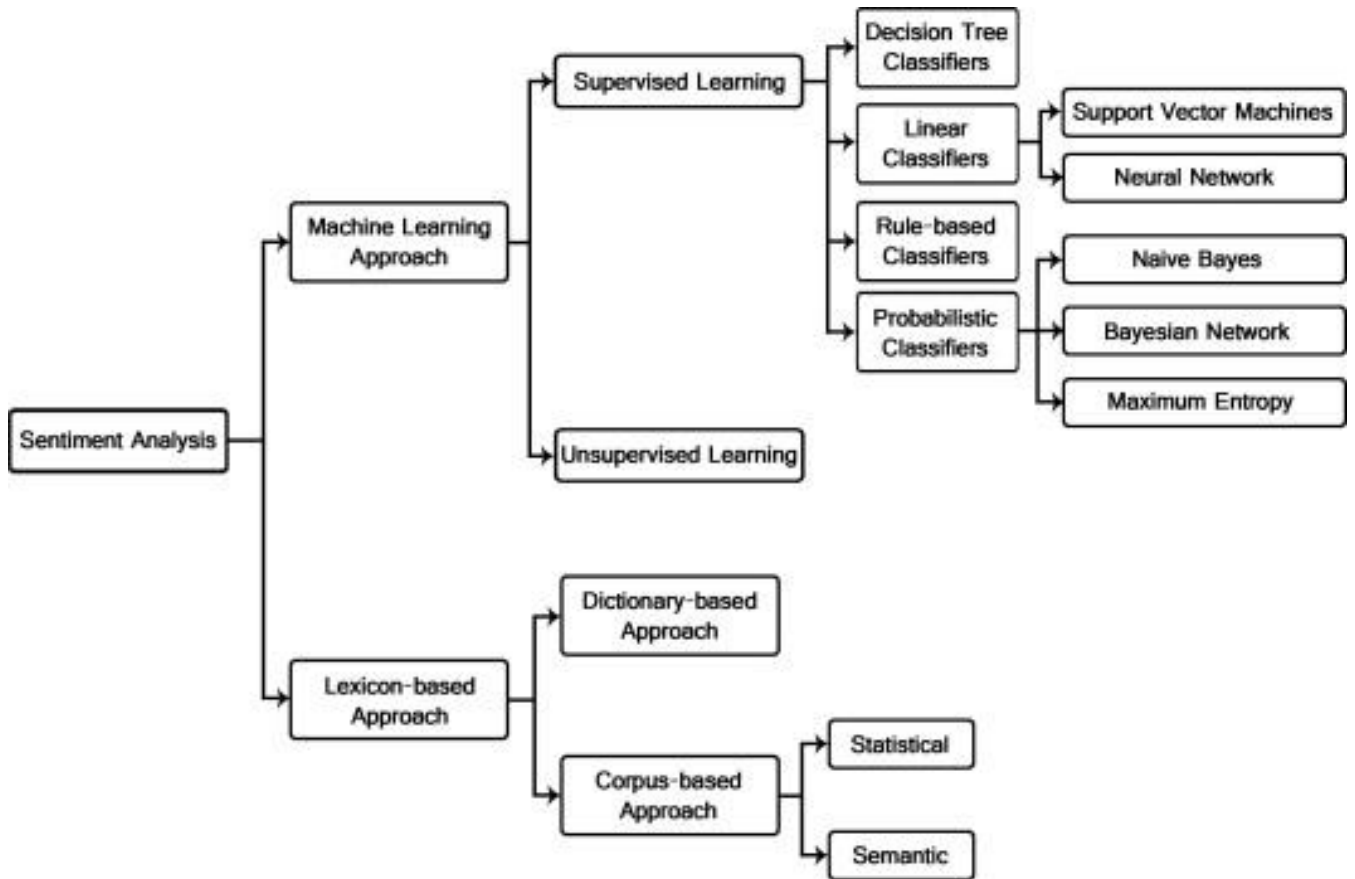 Decision Tree
Classifiers
Supervised Learning
Linear
Classifiers
Support Vector Machines
Neural Network
Machine Learning
Approach
Rule-based
Classifiers
Naive Bayes
Probabilistic
Classifiers
Bayesian Network
Maximum Entropy
Sentiment Analysis
Unsupervised Learning
Dictionary-based
Approach
Lexicon-based
Approach
Corpus-based
Approach
Statistical
Semantic